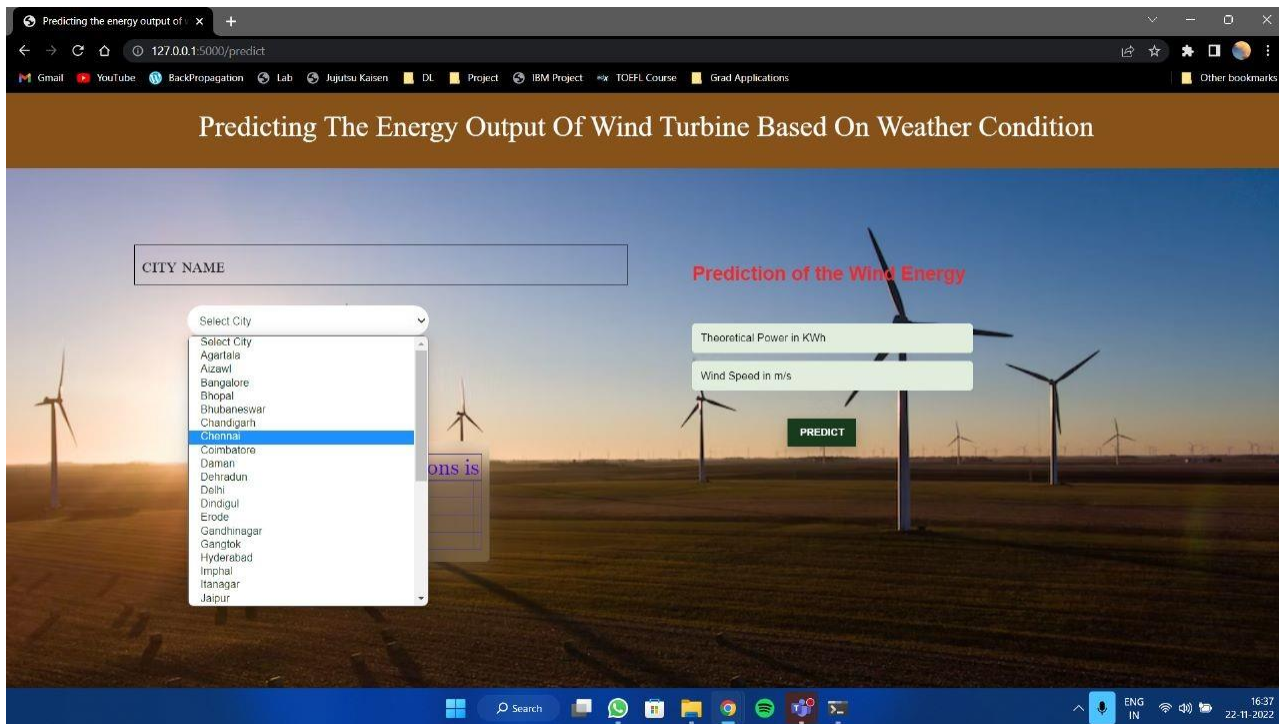 Predicting the energy output of
127.0.0.1:5000/predict
Gmail YouTube BackPropagation Lab Jujutsu Kaisen DL Project IBM Project TOEFL Course Grad Applications Other bookmarks
Predicting The Energy Output Of Wind Turbine Based On Weather Condition
CITY NAME
Select City
Select City
Agartala
Aizawl
Bangalore
Bhopal
Bhubaneswar
Chandigarh
Chennai
Coimbatore
Daman
Dehradun
Delhi
Dindigul
Erode
Gandhinagar
Gangtok
Hyderabad
Imphal
Itanagar
Jaipur
ons is
Prediction of the Wind Energy
Theoretical Power in KWh
Wind Speed in m/s
PREDICT
Search
ENG
IN
16:37
22-11-2022